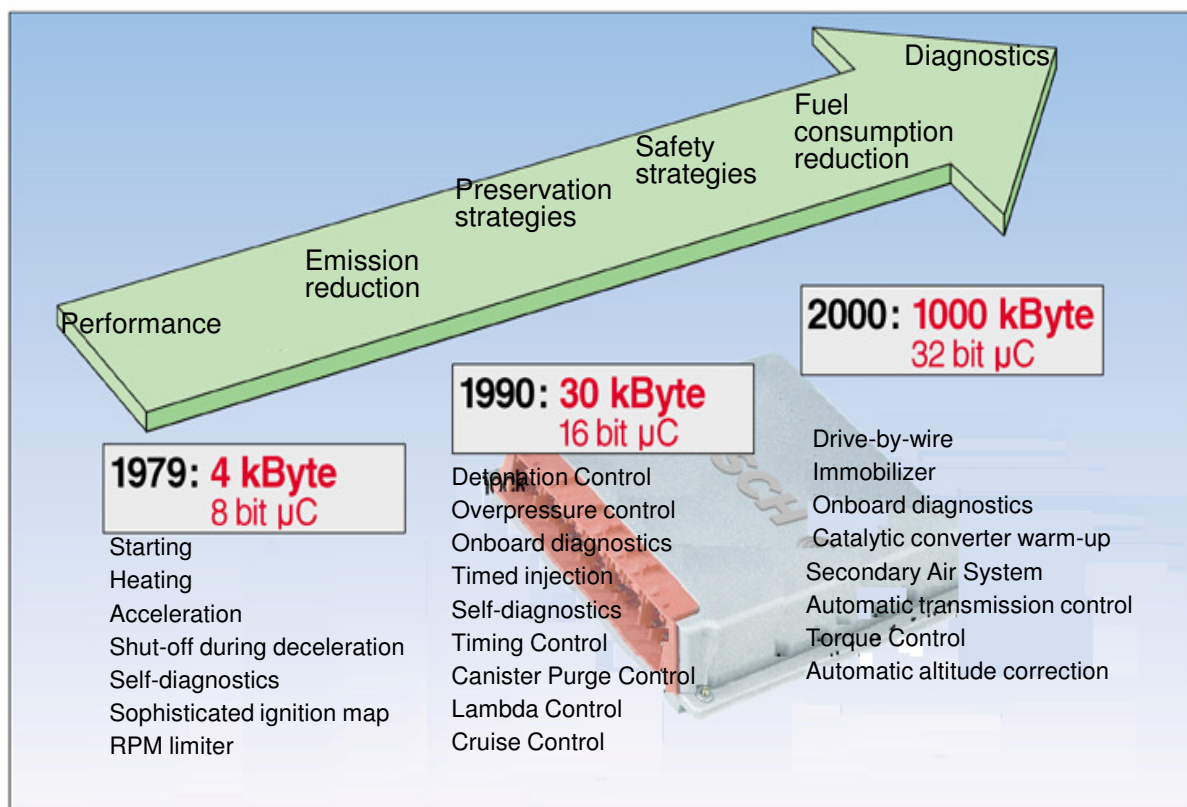 Diagnostics
Fuel
consumption
reduction
Safety
strategies
Preservation
strategies
Emission
reduction
Performance
1979: 4 kByte
8 bit µC
Starting
Heating
Acceleration
Shut-off during deceleration
Self-diagnostics
Sophisticated ignition map
RPM limiter
1990: 30 kByte
16 bit µC
Detonation Control
Overpressure control
Onboard diagnostics
Timed injection
Self-diagnostics
Timing Control
Canister Purge Control
Lambda Control
Cruise Control
2000: 1000 kByte
32 bit µC
Drive-by-wire
Immobilizer
Onboard diagnostics
Catalytic converter warm-up
Secondary Air System
Automatic transmission control
Torque Control
Automatic altitude correction
SCH